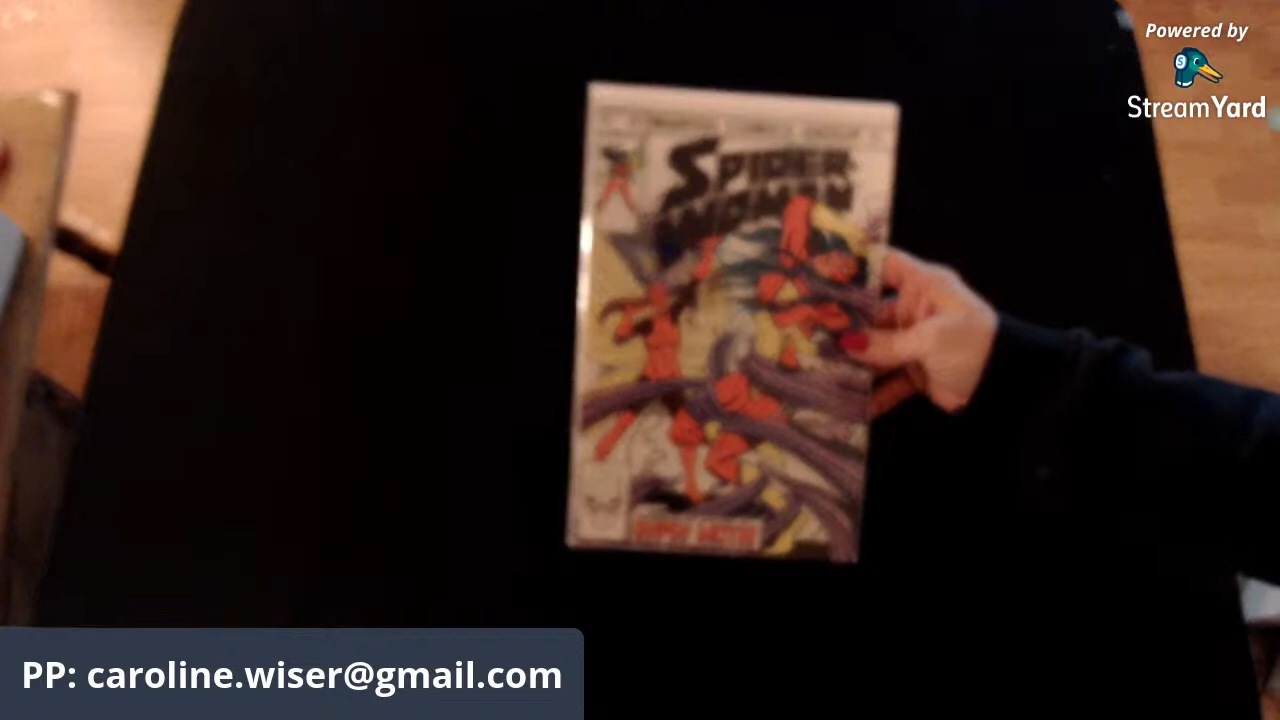 Powered by
StreamYard
SPIDER-
WOMAN
PP: caroline.wiser@gmail.com